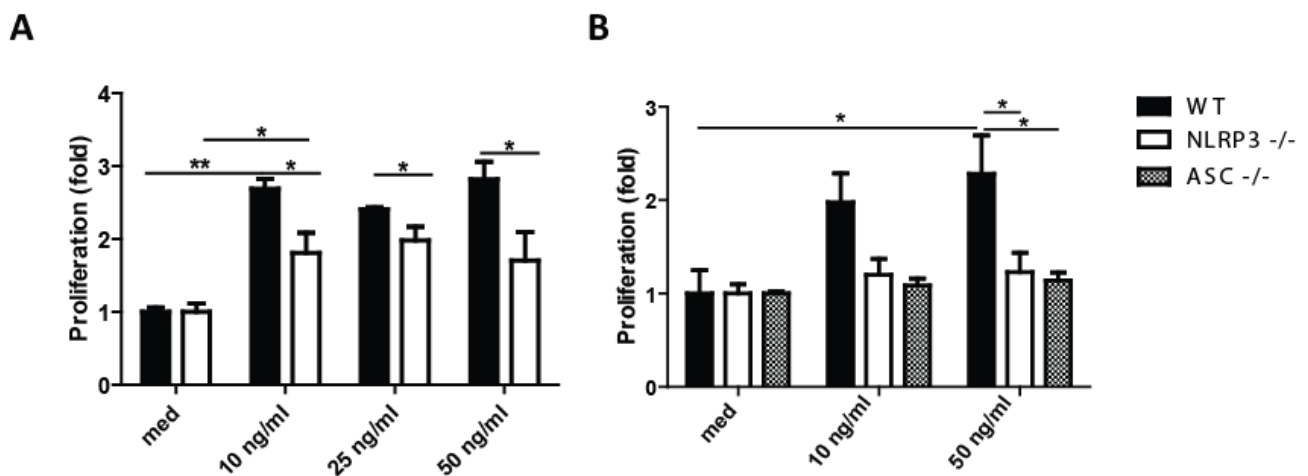 A
Proliferation (fold)
4
3
2
1
0
*
** *
*
*
med
10 ng/ml
25 ng/ml
50 ng/ml
B
Proliferation (fold)
3
2
1
0
*
*
*
med
10 ng/ml
50 ng/ml
WT
NLRP3 -/-
ASC -/-